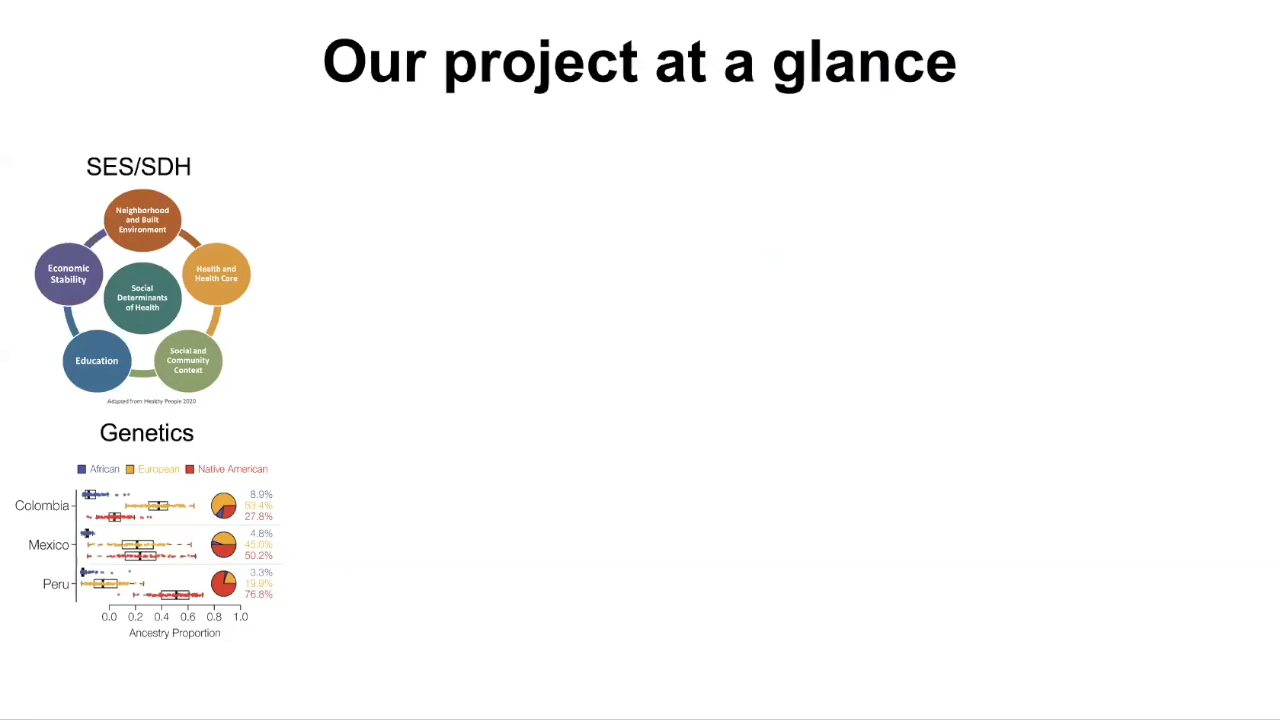 Our project at a glance
SES/SDH
Neighborhood
and Built
Environment
Economic
Stability
Health and
Health Care
Social
Determinants
of Health
Education
Social and
Community
Context
Adapted from: Healthy People 2020
Genetics
African European Native American
Colombia
8.9%
63.4%
27.8%
Mexico
4.8%
45.0%
50.2%
Peru
3.3%
19.9%
76.8%
0.0 0.2 0.4 0.6 0.8 1.0
Ancestry Proportion